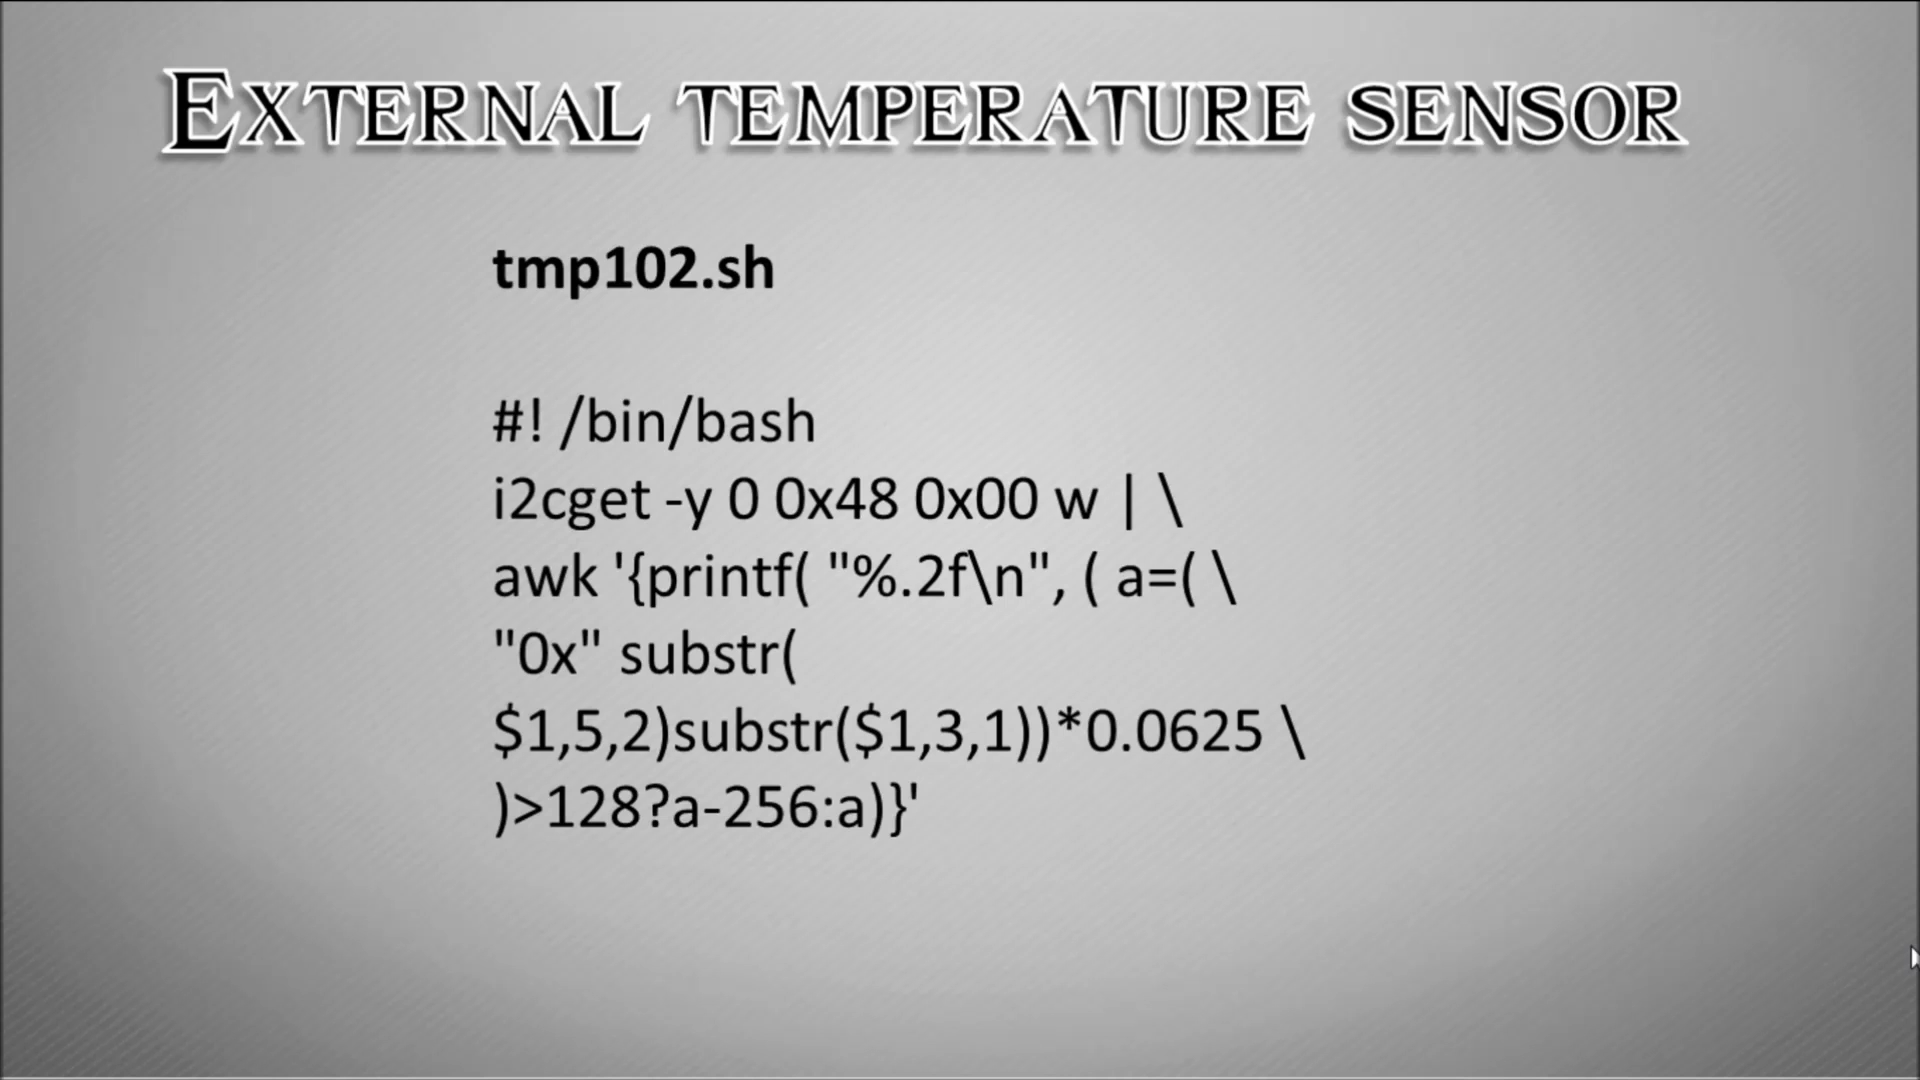 External temperature sensor
tmp102.sh
#! /bin/bash
i2cget -y 0 0x48 0x00 w | \
awk '{printf( "%.2f\n", ( a=( \
"0x" substr(
$1,5,2)substr($1,3,1))*0.0625 \
)>128?a-256:a)}'